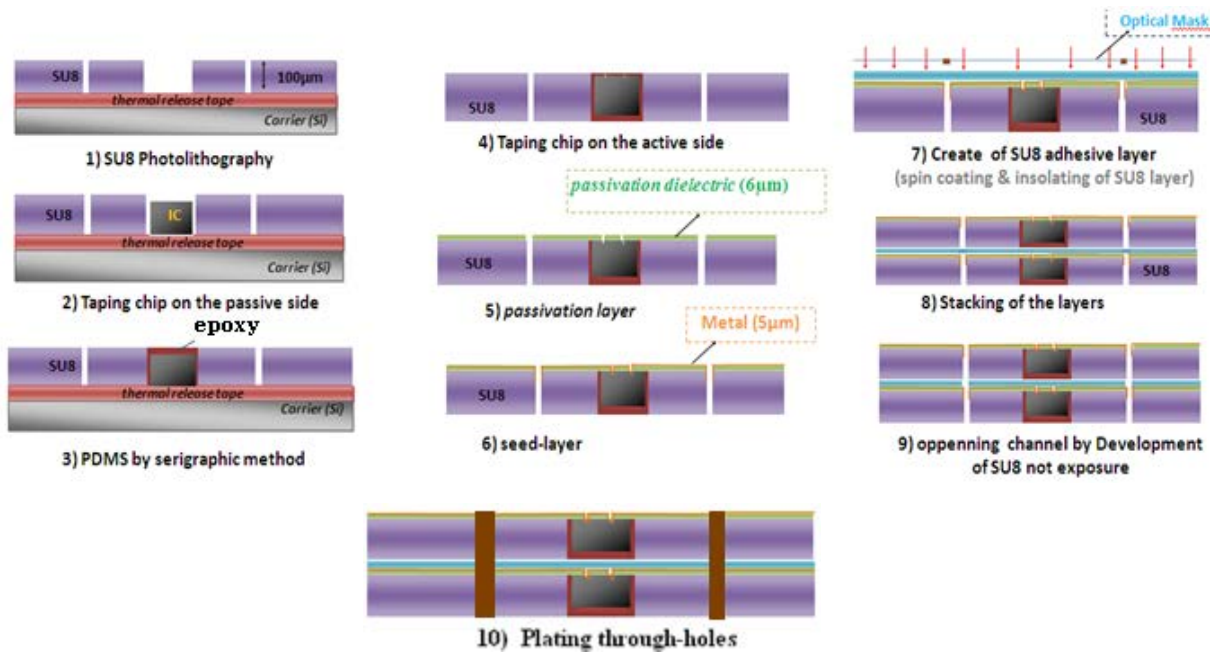 SU8
100µm
thermal release tape
Carrier (Si)
1) SU8 Photolithography
SU8
IC
thermal release tape
Carrier (Si)
2) Taping chip on the passive side
epoxy
SU8
thermal release tape
Carrier (Si)
3) PDMS by serigraphic method
SU8
4) Taping chip on the active side
passivation dielectric (6µm)
SU8
5) passivation layer
Metal (5µm)
SU8
6) seed-layer
Optical Mask
SU8
7) Create of SU8 adhesive layer
(spin coating & insolating of SU8 layer)
SU8
8) Stacking of the layers
9) oppenning channel by Development
of SU8 not exposure
10) Plating through-holes